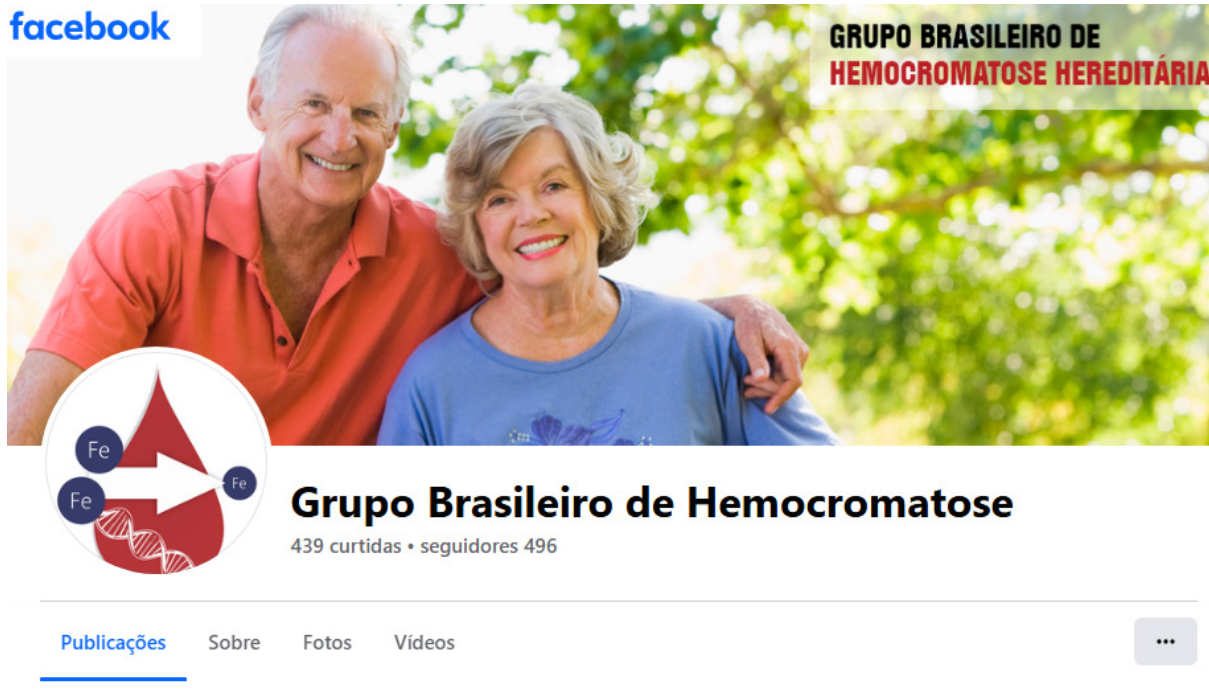 facebook
GRUPO BRASILEIRO DE
HEMOCROMATOSE HEREDITÁRIA
Fe
Fe
Fe
Grupo Brasileiro de Hemocromatose
439 curtidas • seguidores 496
Publicações Sobre Fotos Vídeos